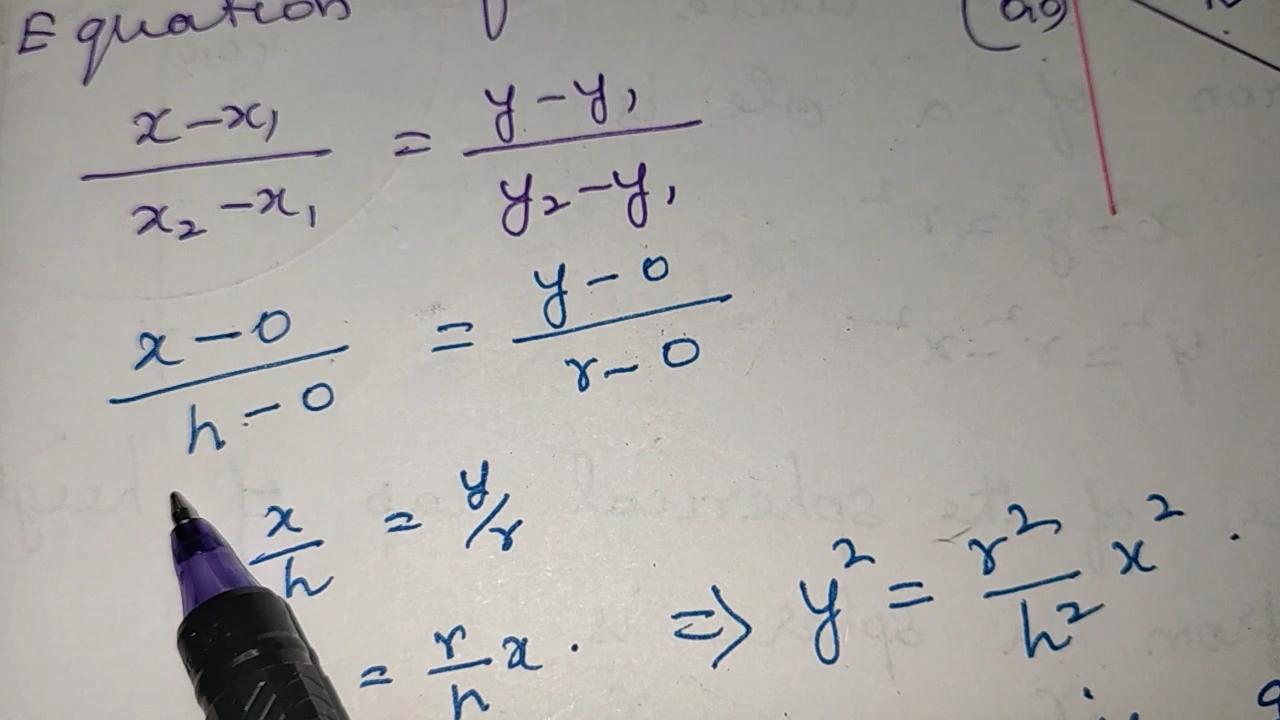 Equation
x-x₁/x₂-x₁ = y-y₁/y₂-y₁
x-0/h-0 = y-0/r-0
x/h = y/r
= r/h x. ⇒ y² = r²/h² x².